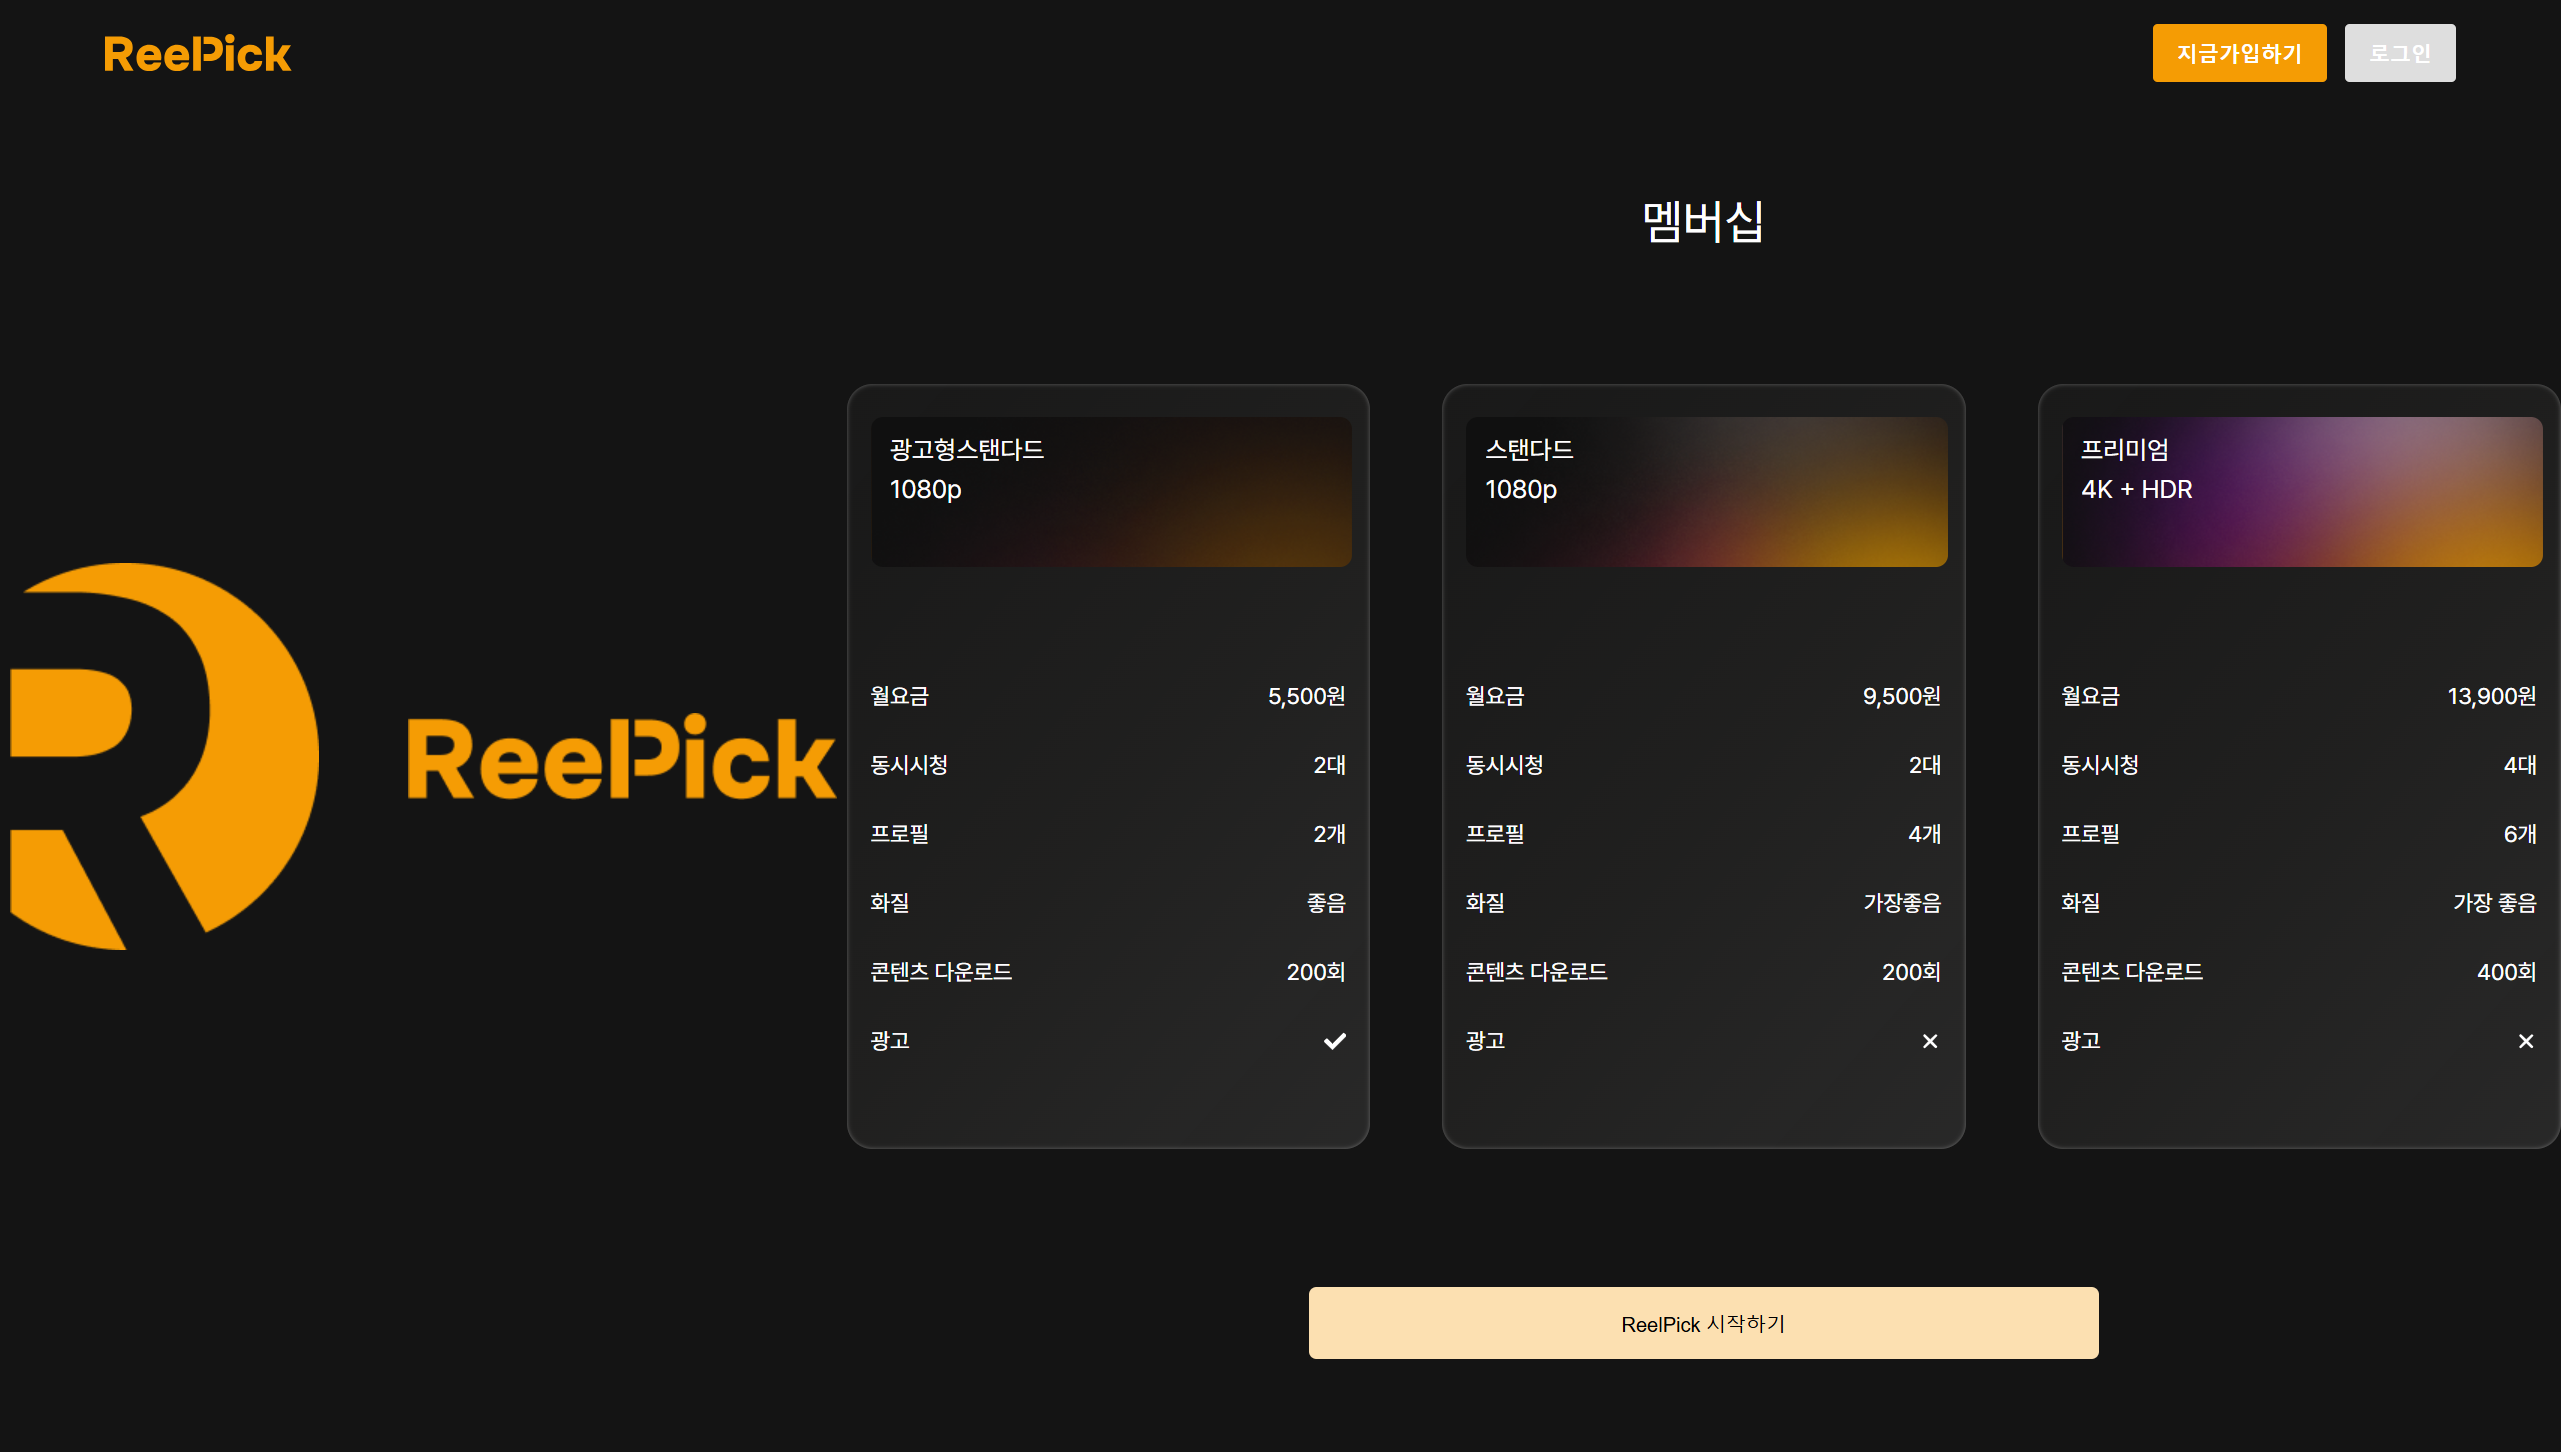 ReelPick
지금가입하기
로그인
멤버십
R
ReelPick
광고형스탠다드
1080p
월요금 5,500원
동시시청 2대
프로필 2개
화질 좋음
콘텐츠 다운로드 200회
광고
스탠다드
1080p
월요금 9,500원
동시시청 2대
프로필 4개
화질 가장좋음
콘텐츠 다운로드 200회
광고
프리미엄
4K + HDR
월요금 13,900원
동시시청 4대
프로필 6개
화질 가장 좋음
콘텐츠 다운로드 400회
광고
ReelPick 시작하기